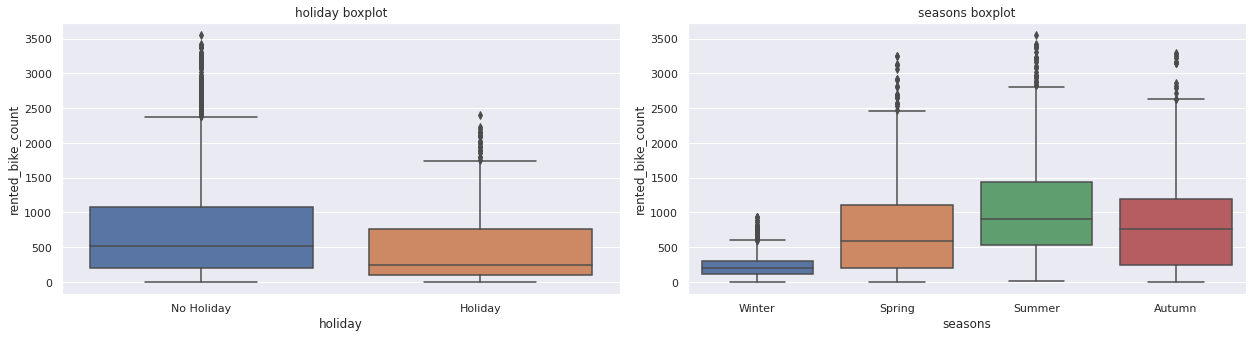 holiday boxplot
rented_bike_count
3500
3000
2500
2000
1500
1000
500
0
No Holiday
Holiday
holiday
seasons boxplot
rented_bike_count
3500
3000
2500
2000
1500
1000
500
0
Winter
Spring
Summer
Autumn
seasons